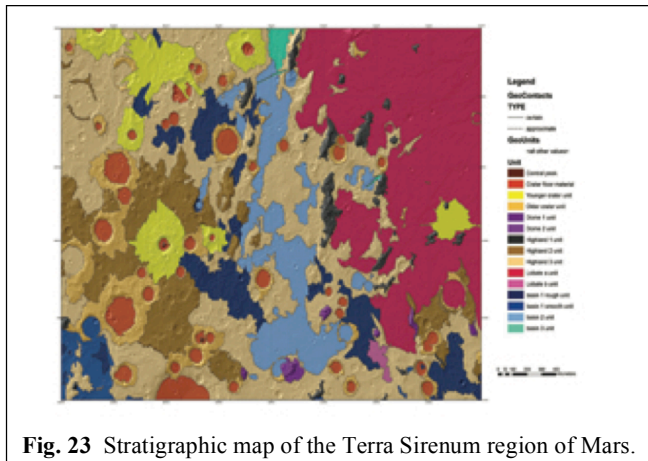 Legend
GeoContacts
TYPE
certain
approximate
GeoUnits
<all other values>
Unit
Central peak
Crater floor material
Younger crater unit
Older crater unit
Dome 1 unit
Dome 2 unit
Highland 1 unit
Highland 2 unit
Highland 3 unit
Lobate a unit
Lobate b unit
basin 1 rough unit
basin 1 smooth unit
basin 2 unit
basin 3 unit
Fig. 23 Stratigraphic map of the Terra Sirenum region of Mars.